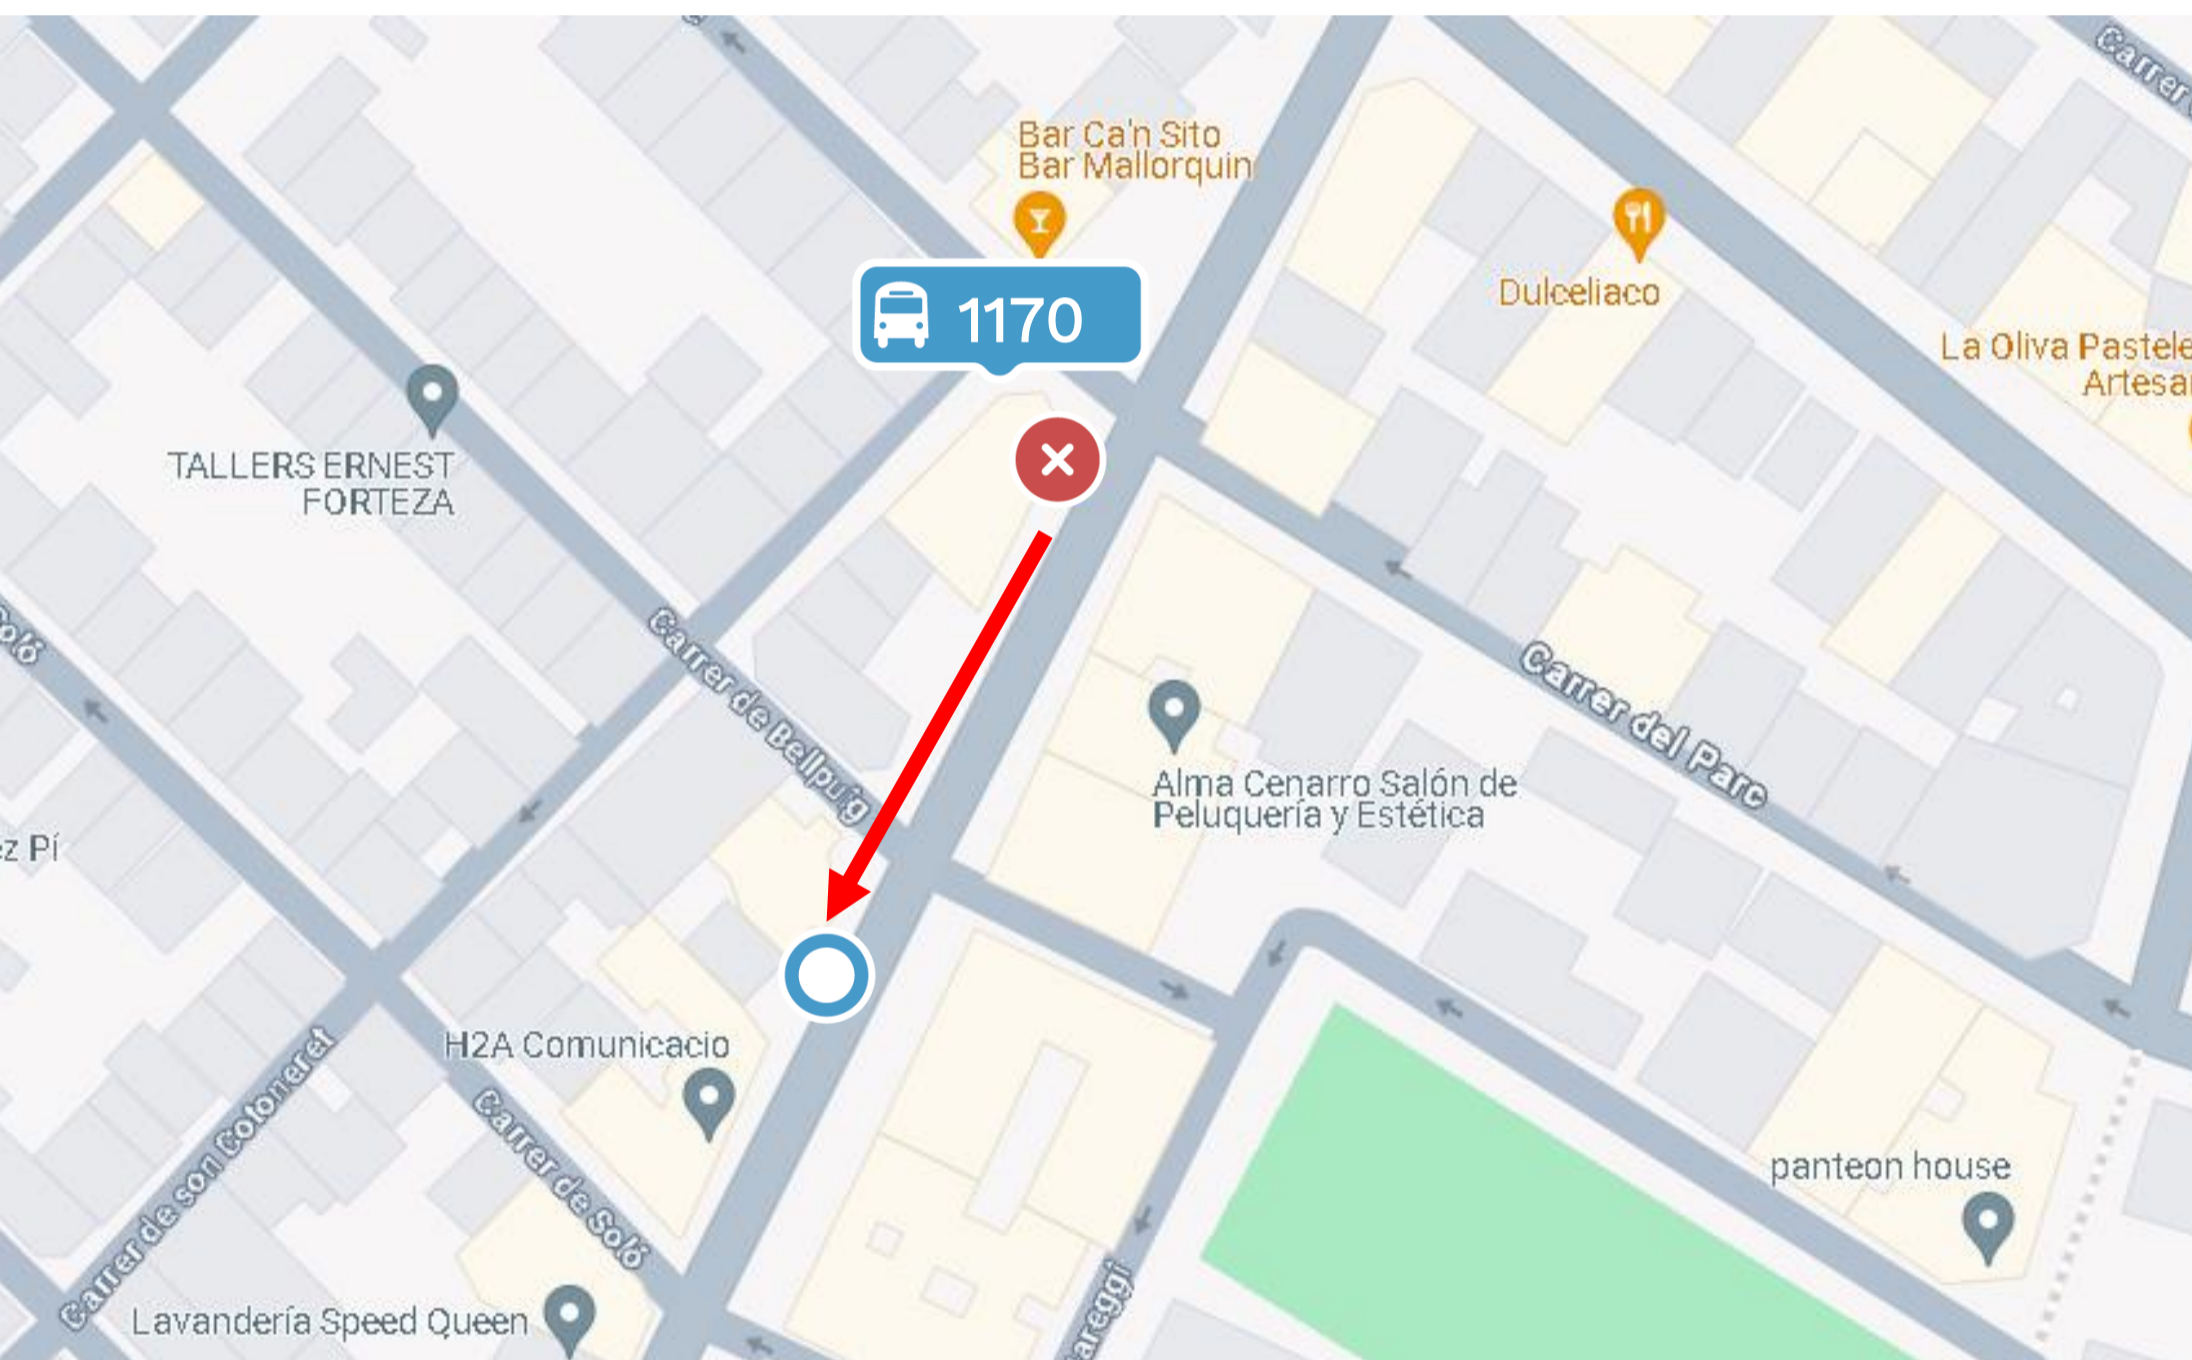 Carrer
Bar Ca'n Sito
Bar Mallorquin
Dulceliaco
1170
La Oliva Pastele
Artesa
TALLERS ERNEST
FORTEZA
Carrer de Bellpuig
Carrer del Parc
Alma Cenarro Salón de
Peluquería y Estética
z Pí
H2A Comunicacio
Carrer de son Cotoneret
Carrer de Soló
panteon house
Lavandería Speed Queen
areggi